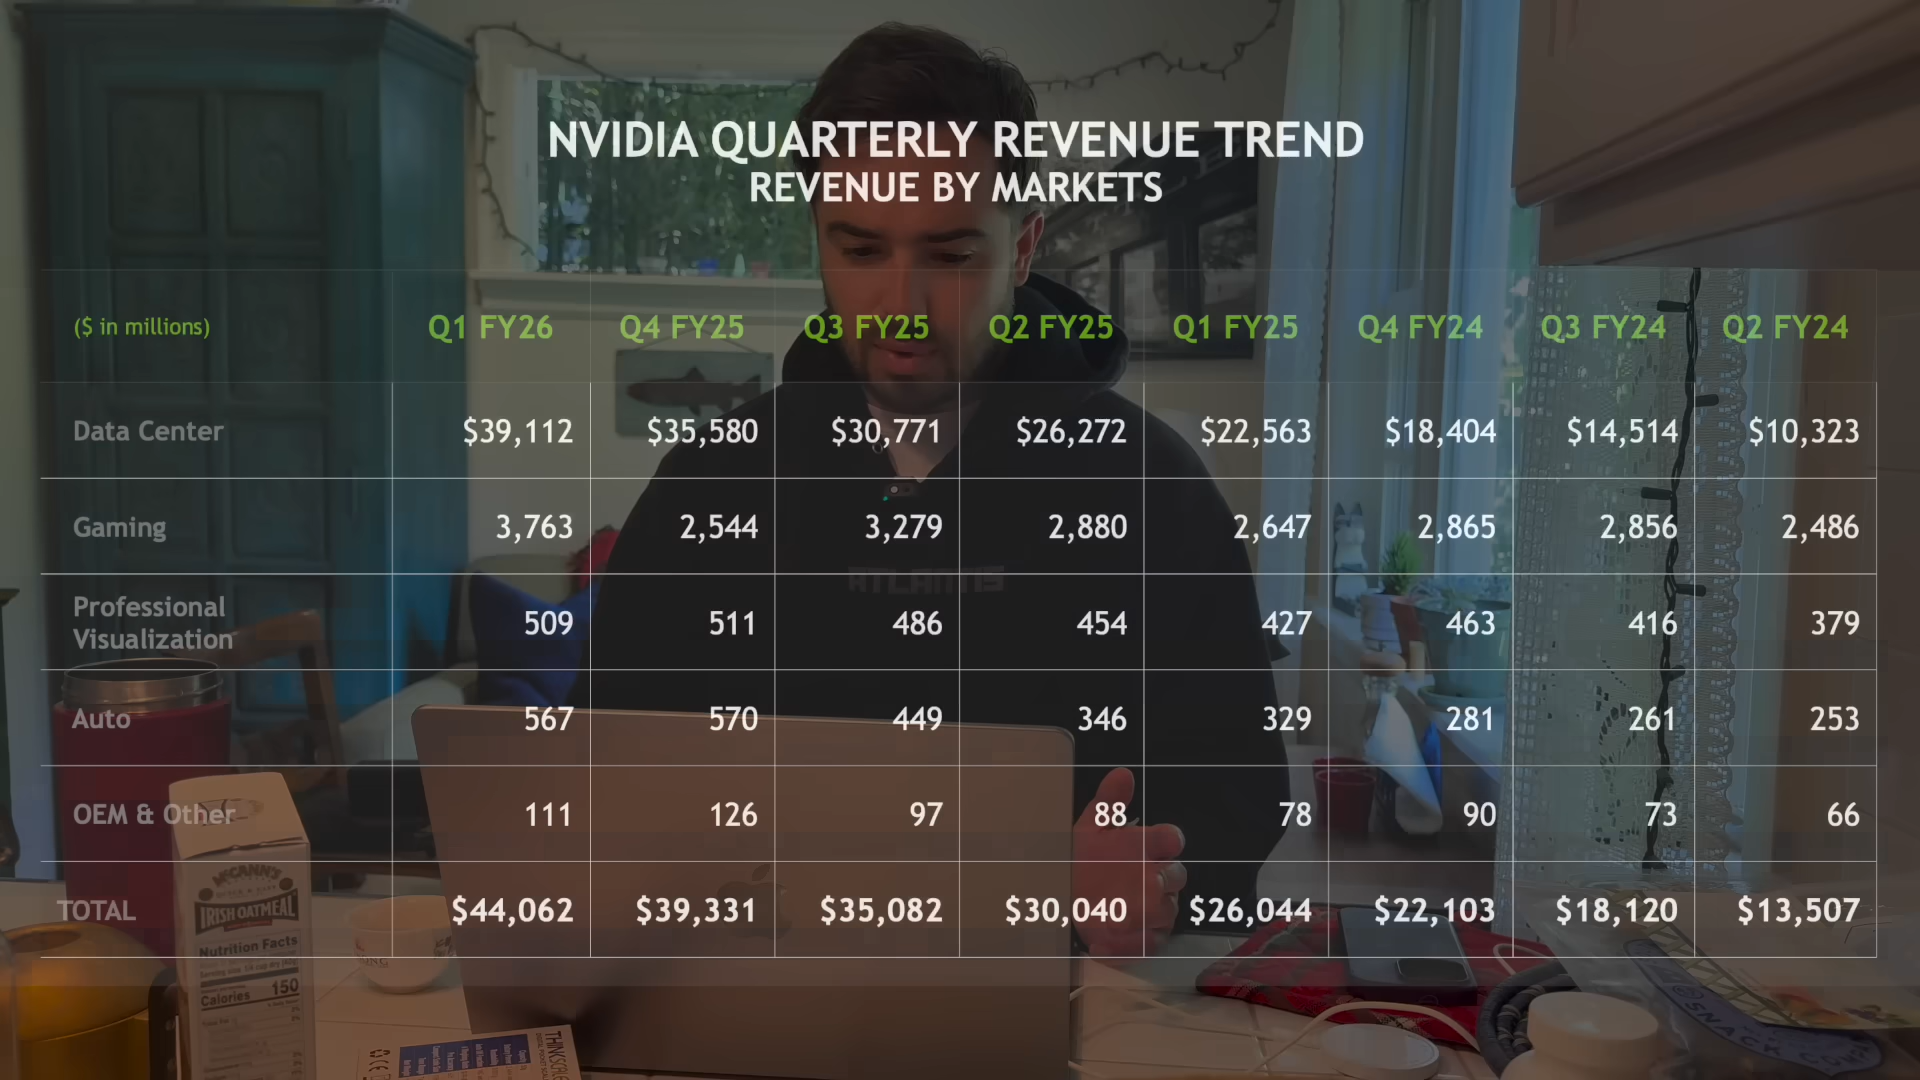 NVIDIA QUARTERLY REVENUE TREND
REVENUE BY MARKETS
($ in millions) Q1 FY26 Q4 FY25 Q3 FY25 Q2 FY25 Q1 FY25 Q4 FY24 Q3 FY24 Q2 FY24
Data Center $39,112 $35,580 $30,771 $26,272 $22,563 $18,404 $14,514 $10,323
Gaming 3,763 2,544 3,279 2,880 2,647 2,865 2,856 2,486
ATLANTIS
Professional
Visualization 509 511 486 454 427 463 416 379
Auto 567 570 449 346 329 281 261 253
OEM & Other 111 126 97 88 78 90 73 66
TOTAL $44,062 $39,331 $35,082 $30,040 $26,044 $22,103 $18,120 $13,507
McCANN'S
IRISH OATMEAL
Nutrition Facts
Calories 150
THINKSCALE
SNACK